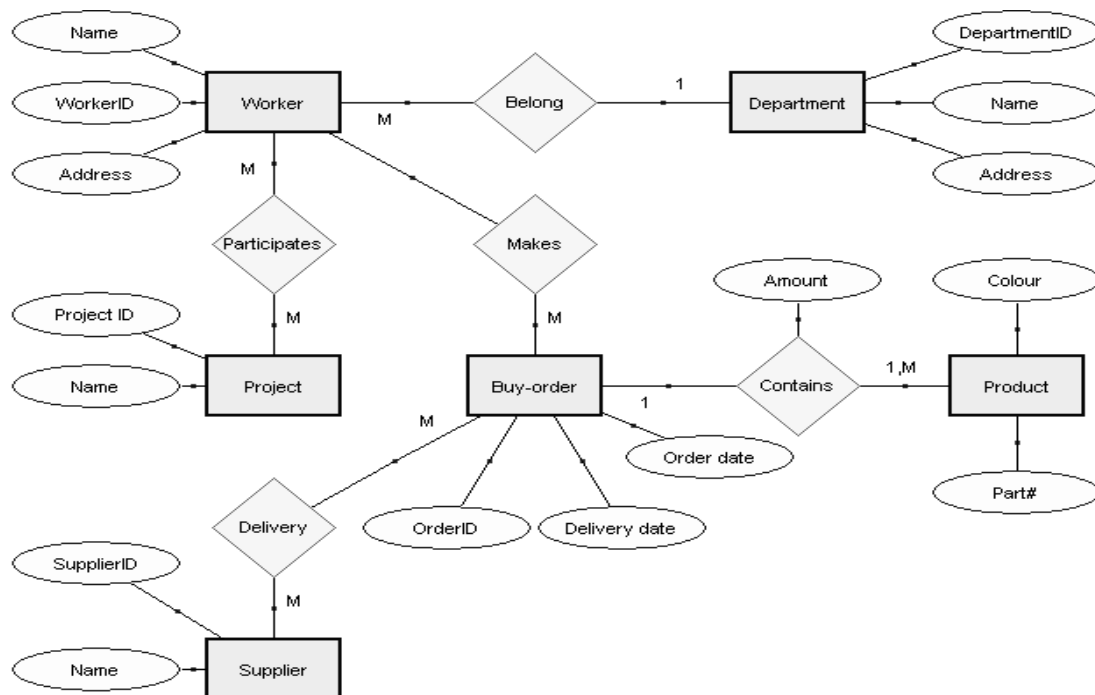 Name
DepartmentID
WorkerID
Worker
M
Belong
1
Department
Name
Address
M
Address
Participates
Makes
Amount
Colour
Project ID
M
M
Name
Project
Buy-order
1
Contains
1,M
Product
M
Order date
Part#
Delivery
OrderID
Delivery date
SupplierID
M
Name
Supplier